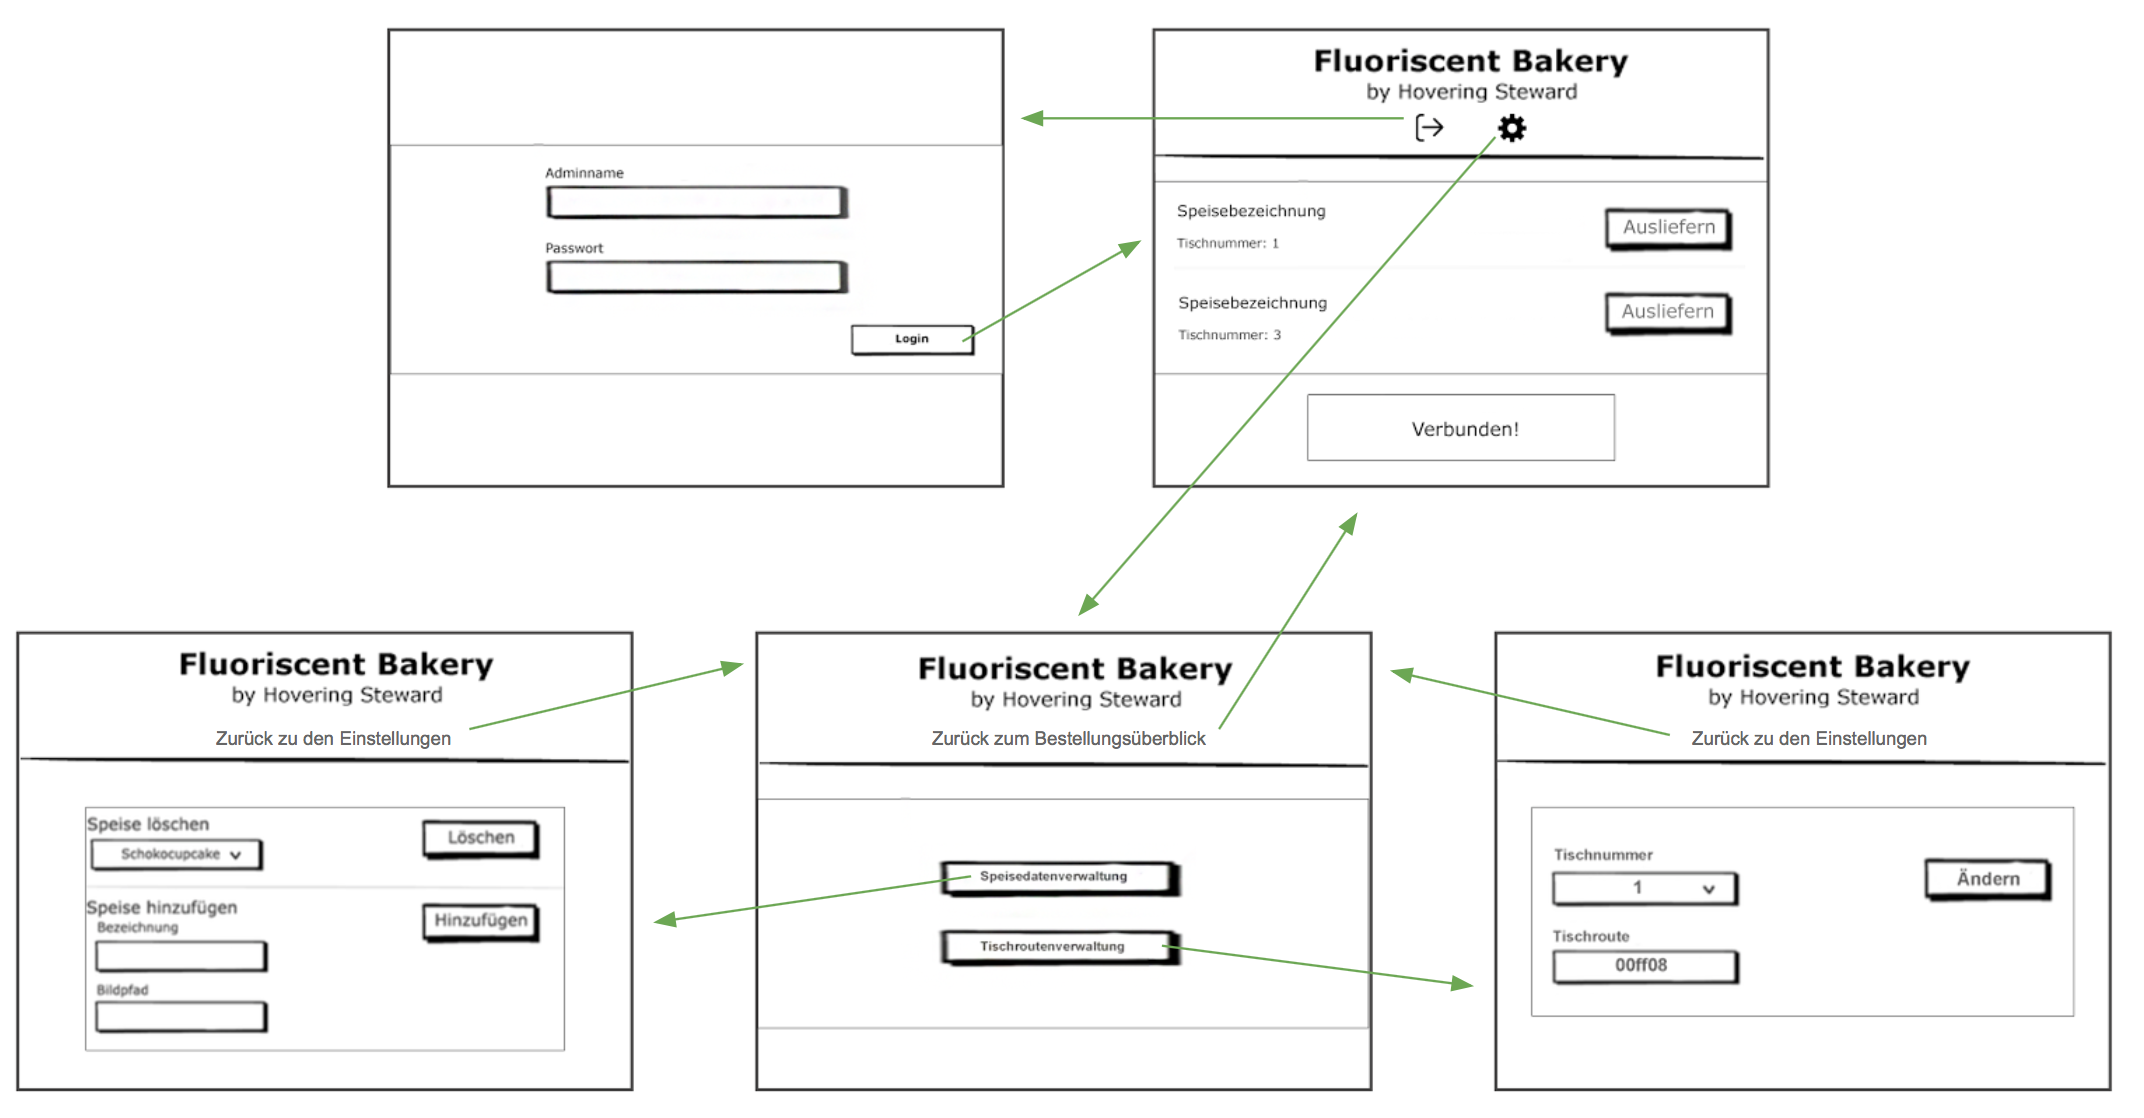 Adminname
Passwort
Login
Fluoriscent Bakery
by Hovering Steward
Speisebezeichnung
Tischnummer: 1
Ausliefern
Speisebezeichnung
Tischnummer: 3
Ausliefern
Verbunden!
Fluoriscent Bakery
by Hovering Steward
Zurück zu den Einstellungen
Speise löschen
Löschen
Schokocupcake
Speise hinzufügen
Hinzufügen
Bezeichnung
Bildpfad
Fluoriscent Bakery
by Hovering Steward
Zurück zum Bestellungsüberblick
Speisedatenverwaltung
Tischroutenverwaltung
Fluoriscent Bakery
by Hovering Steward
Zurück zu den Einstellungen
Tischnummer
1
Ändern
Tischroute
00ff08